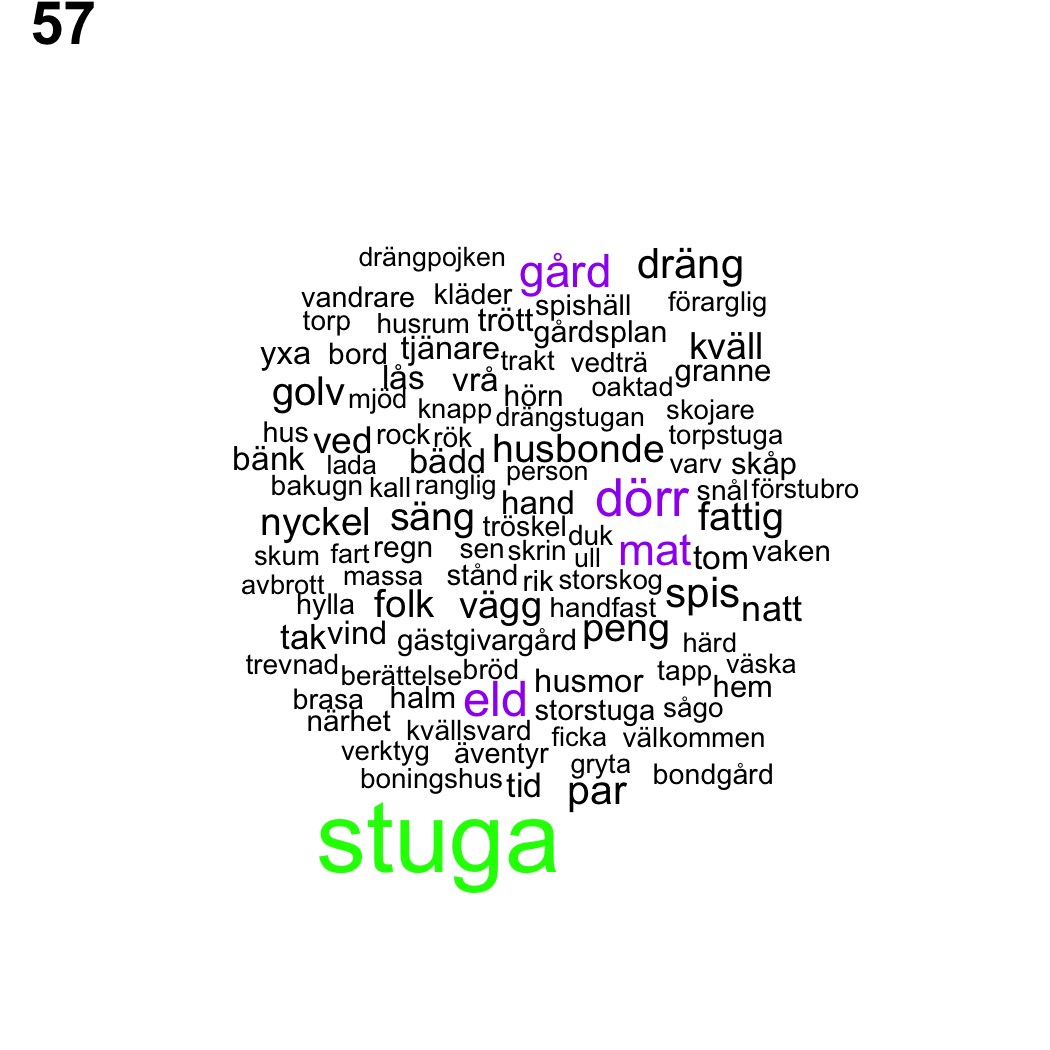 57
drängpojken gård dräng
vandrare kläder spishäll förarglig
torp husrum trött gårdsplan
yxa bord tjänare trakt vedträ kväll
golv lås vrå hörn oaktad granne
mjöd knapp drängstugan skojare
hus ved rock rök husbonde torpstuga
bänk lada bädd person varv skåp
bakugn kall ranglig hand dörr snål förstubro
nyckel säng tröskel duk fattig
skum fart regn sen skrin ull mat tom vaken
avbrott massa stånd rik storskog spis
hylla folk vägg handfast peng natt
tak vind gästgivargård härd
trevnad berättelse bröd husmor tapp väska
brasa halm eld storstuga sågo hem
närhet kvällsvard ficka välkommen
verktyg äventyr gryta
boningshus tid par bondgård
stuga